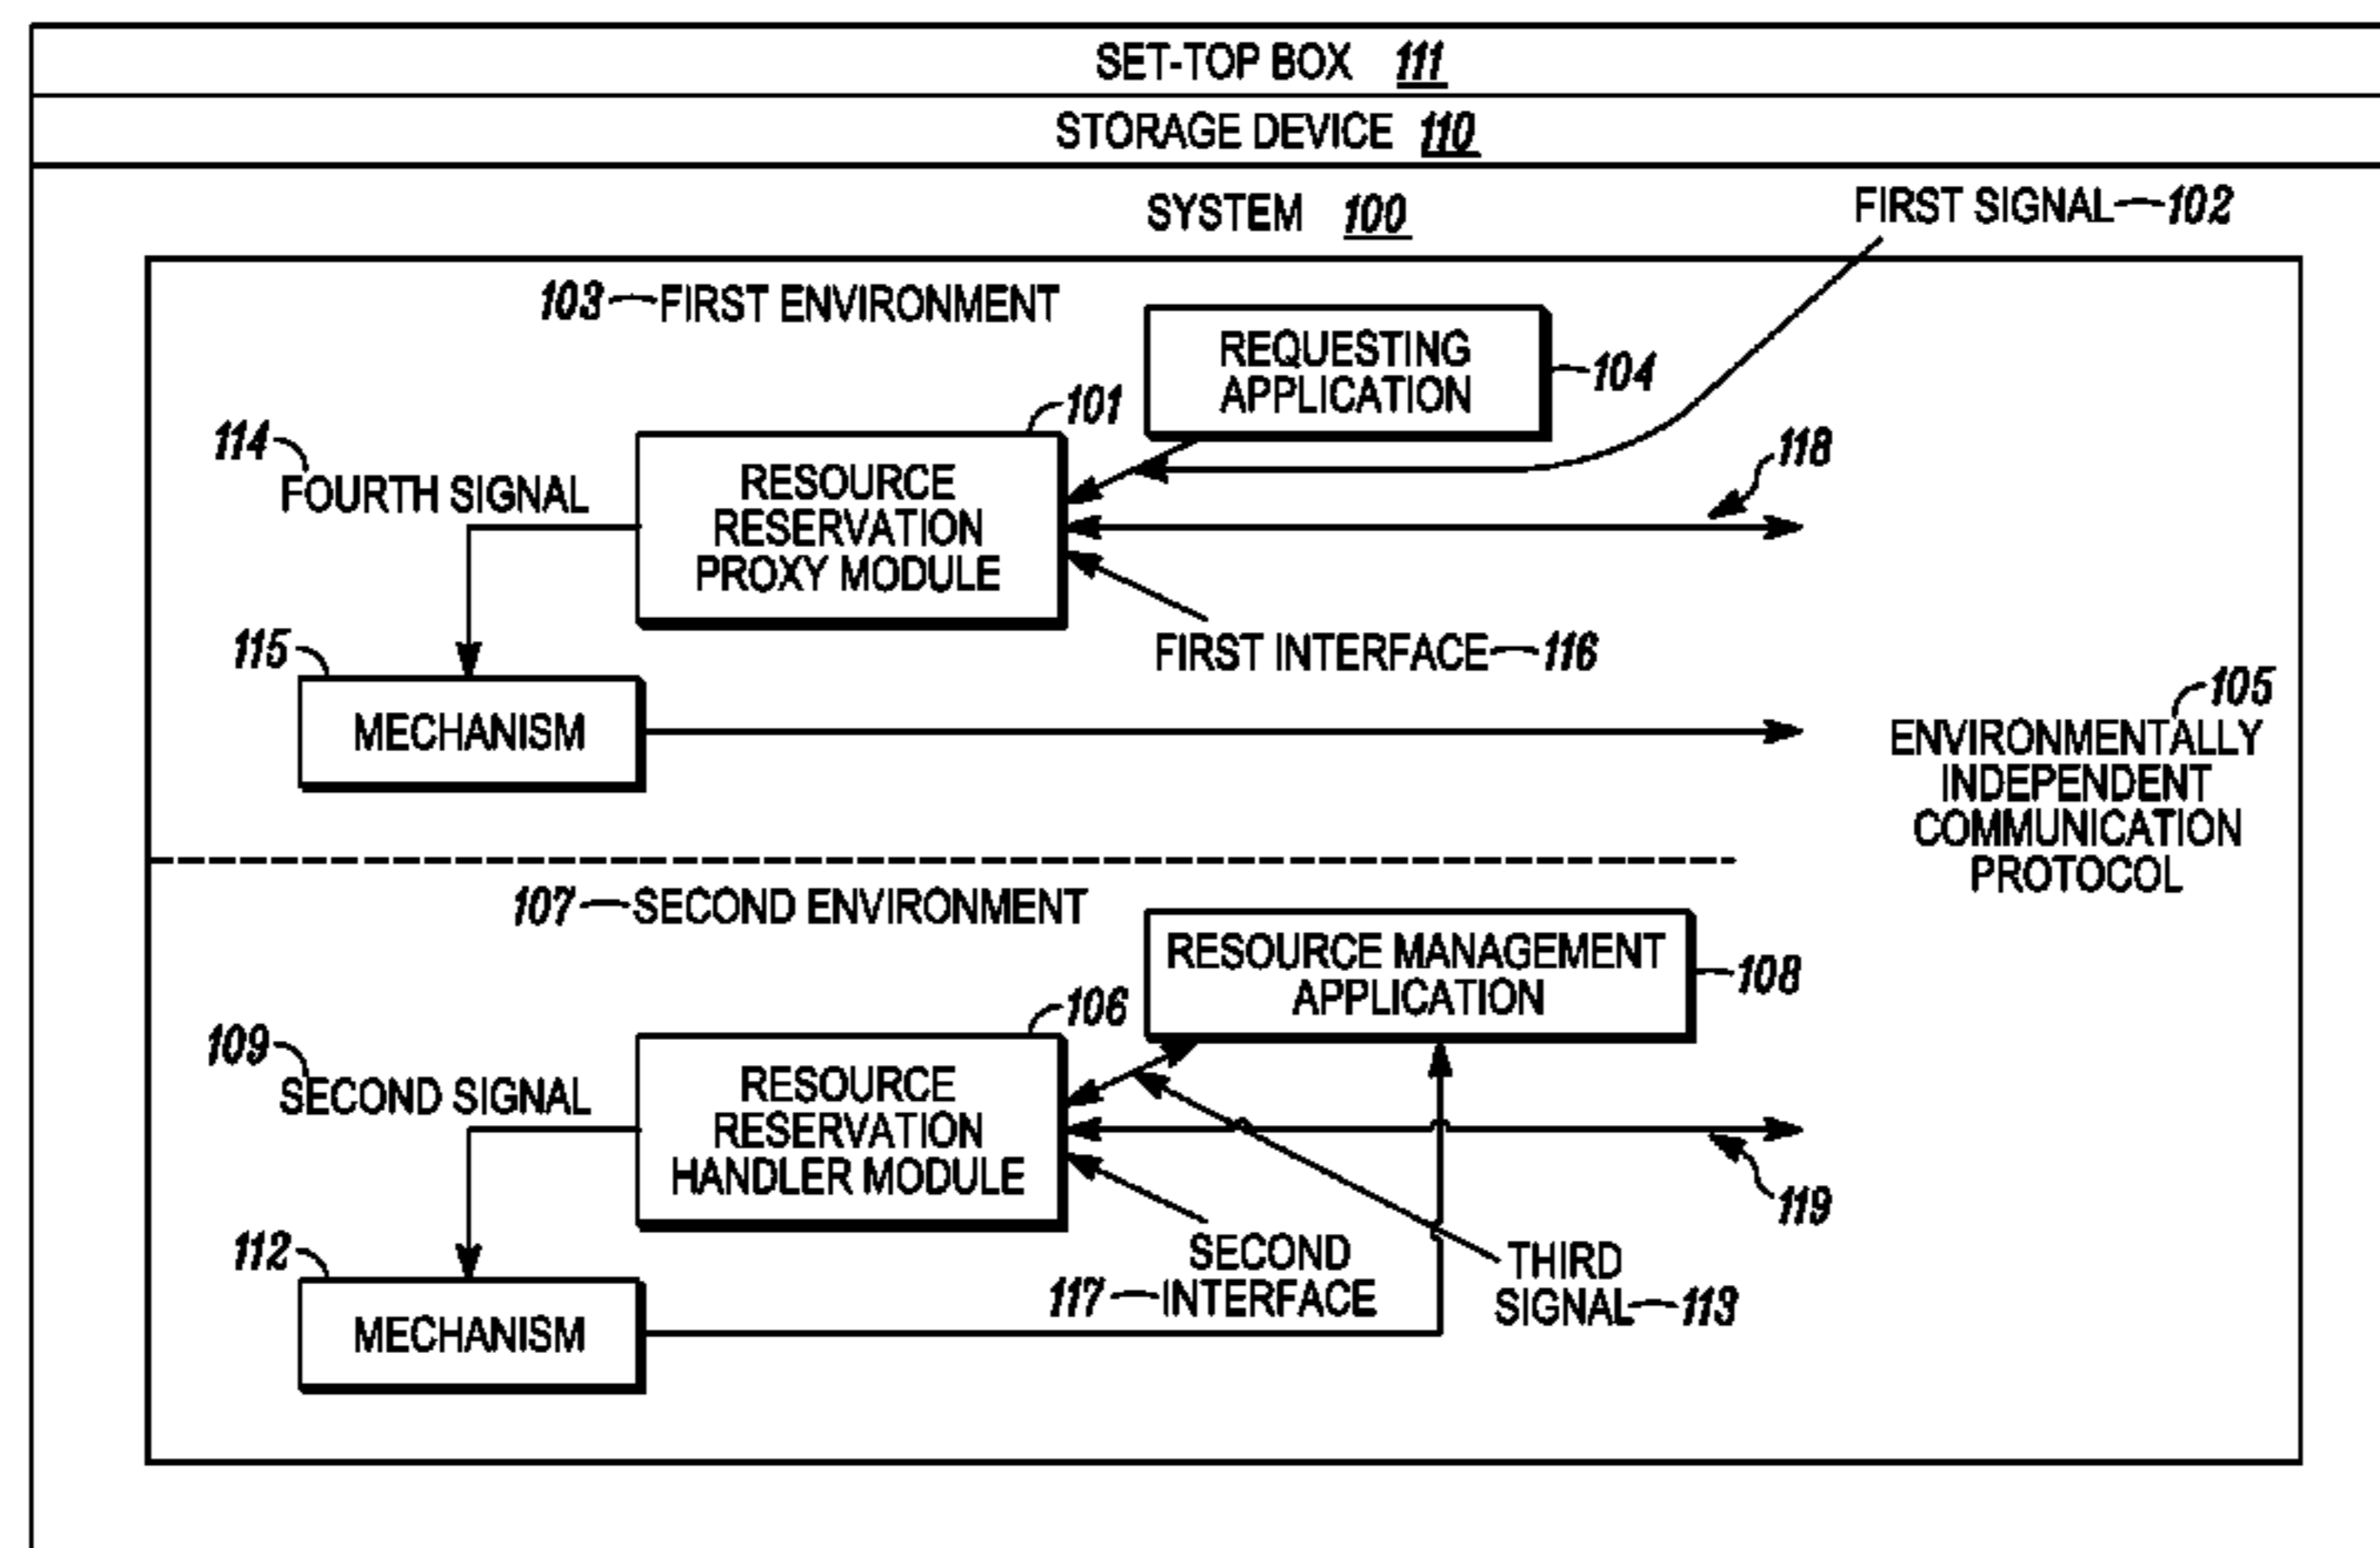 SET-TOP BOX 111
STORAGE DEVICE 110
SYSTEM 100
FIRST SIGNAL 102
103 FIRST ENVIRONMENT
REQUESTING
APPLICATION
104
101
114
FOURTH SIGNAL
RESOURCE
RESERVATION
PROXY MODULE
118
FIRST INTERFACE 116
115
MECHANISM
105
ENVIRONMENTALLY
INDEPENDENT
COMMUNICATION
PROTOCOL
107 SECOND ENVIRONMENT
RESOURCE MANAGEMENT
APPLICATION
108
106
109
SECOND SIGNAL
RESOURCE
RESERVATION
HANDLER MODULE
119
112
MECHANISM
SECOND
117 INTERFACE
THIRD
SIGNAL 113